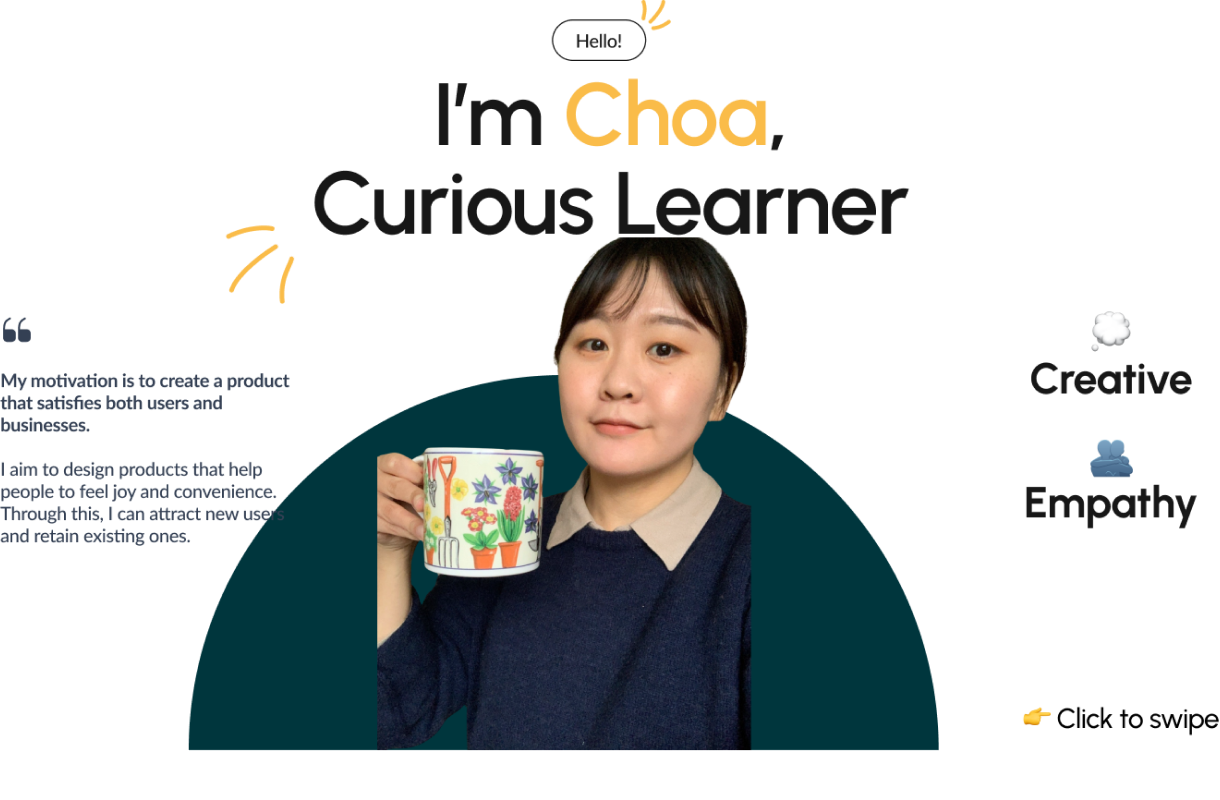 Hello!
I'm Choa,
Curious Learner
“
My motivation is to create a product
that satisfies both users and
businesses.
I aim to design products that help
people to feel joy and convenience.
Through this, I can attract new users
and retain existing ones.
Creative
Empathy
Click to swipe